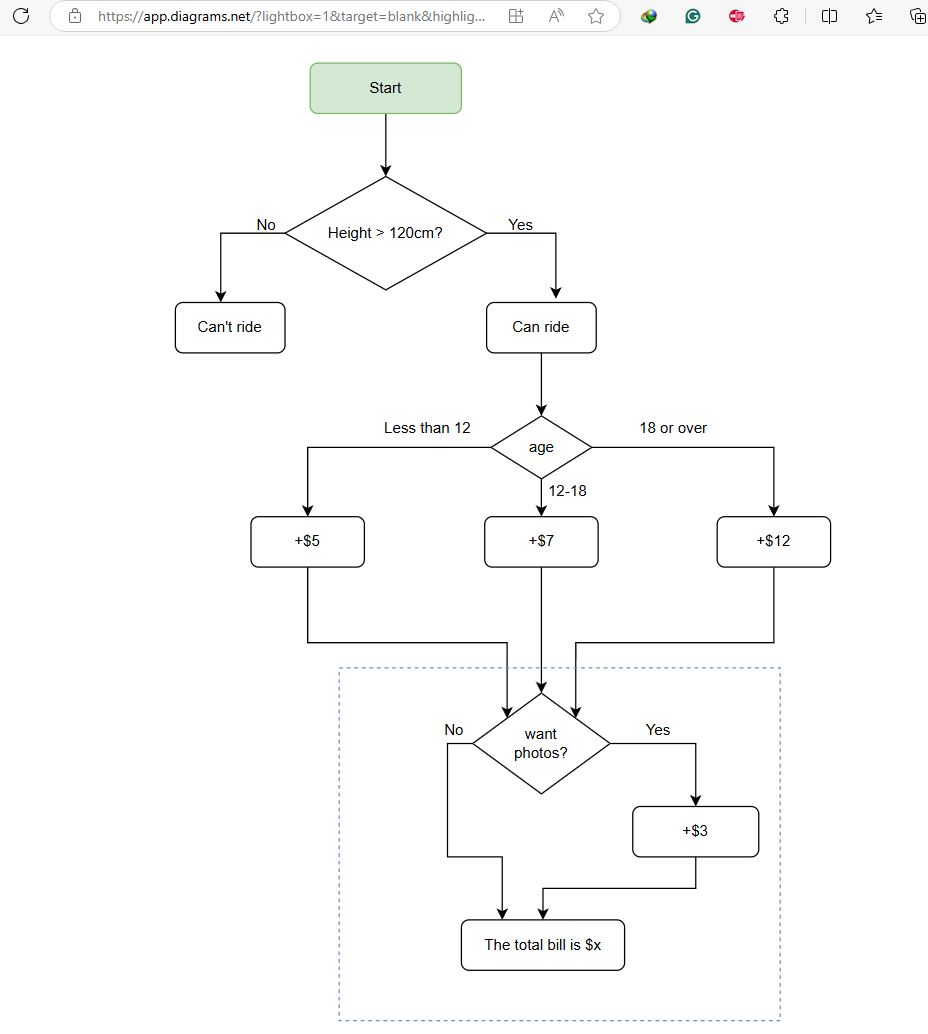 https://app.diagrams.net/?lightbox=1&target=blank&highlig...
Start
Height > 120cm?
No
Yes
Can't ride
Can ride
Less than 12
age
18 or over
12-18
+$5
+$7
+$12
want
photos?
No
Yes
+$3
The total bill is $x